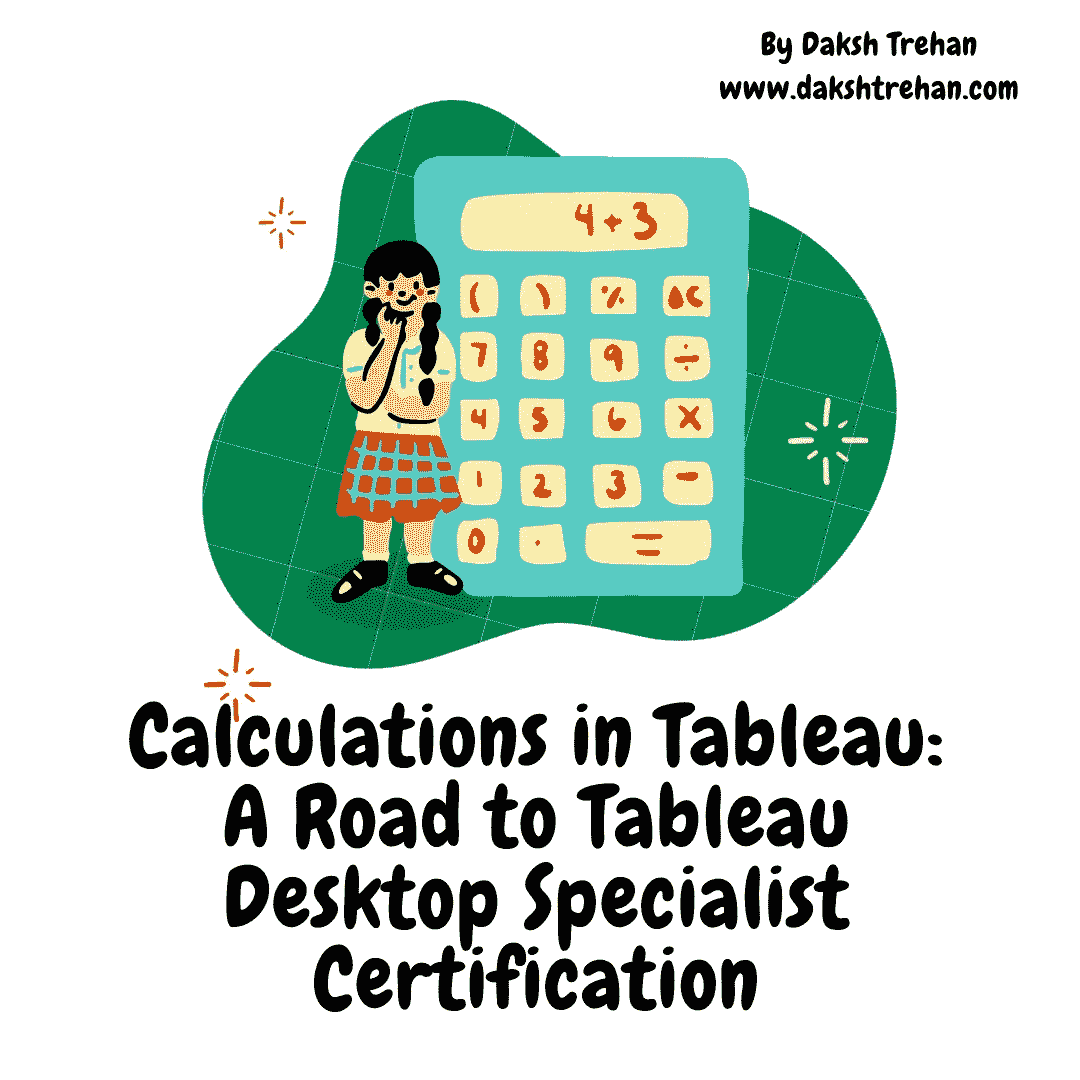 By Daksh Trehan
www.dakshtrehan.com
4+3
( ) % AC
7 8 9 ÷
4 5 6 X
1 2 3 -
0 . =
Calculations in Tableau:
A Road to Tableau
Desktop Specialist
Certification